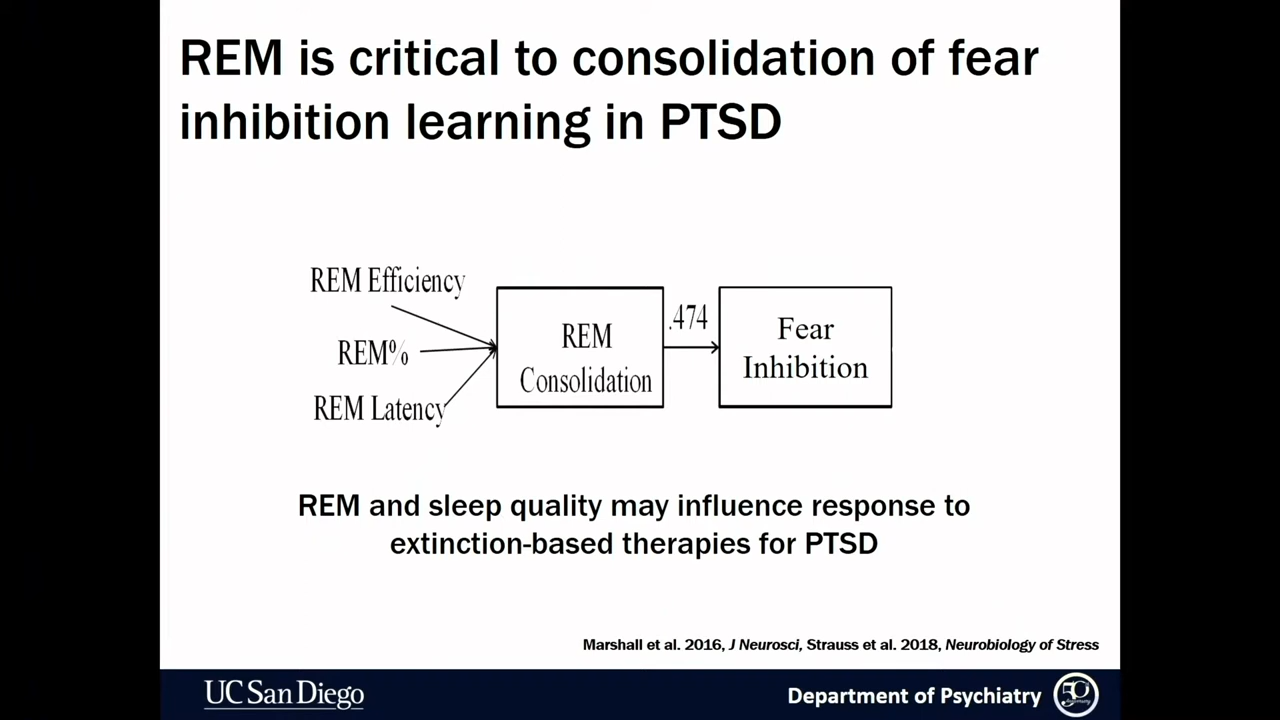 REM is critical to consolidation of fear
inhibition learning in PTSD
REM Efficiency
REM%
REM Latency
REM
Consolidation
.474
Fear
Inhibition
REM and sleep quality may influence response to
extinction-based therapies for PTSD
Marshall et al. 2016, J Neurosci, Strauss et al. 2018, Neurobiology of Stress
UC San Diego
Department of Psychiatry
50